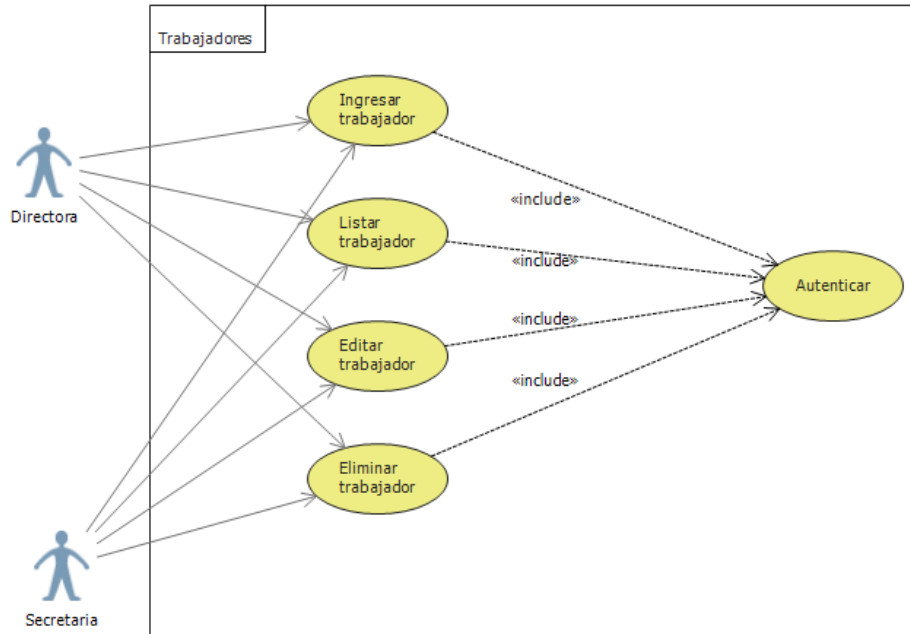 Trabajadores
Ingresar
trabajador
Directora
«include»
Listar
trabajador
«include»
Autenticar
Editar
trabajador
«include»
«include»
Eliminar
trabajador
Secretaria